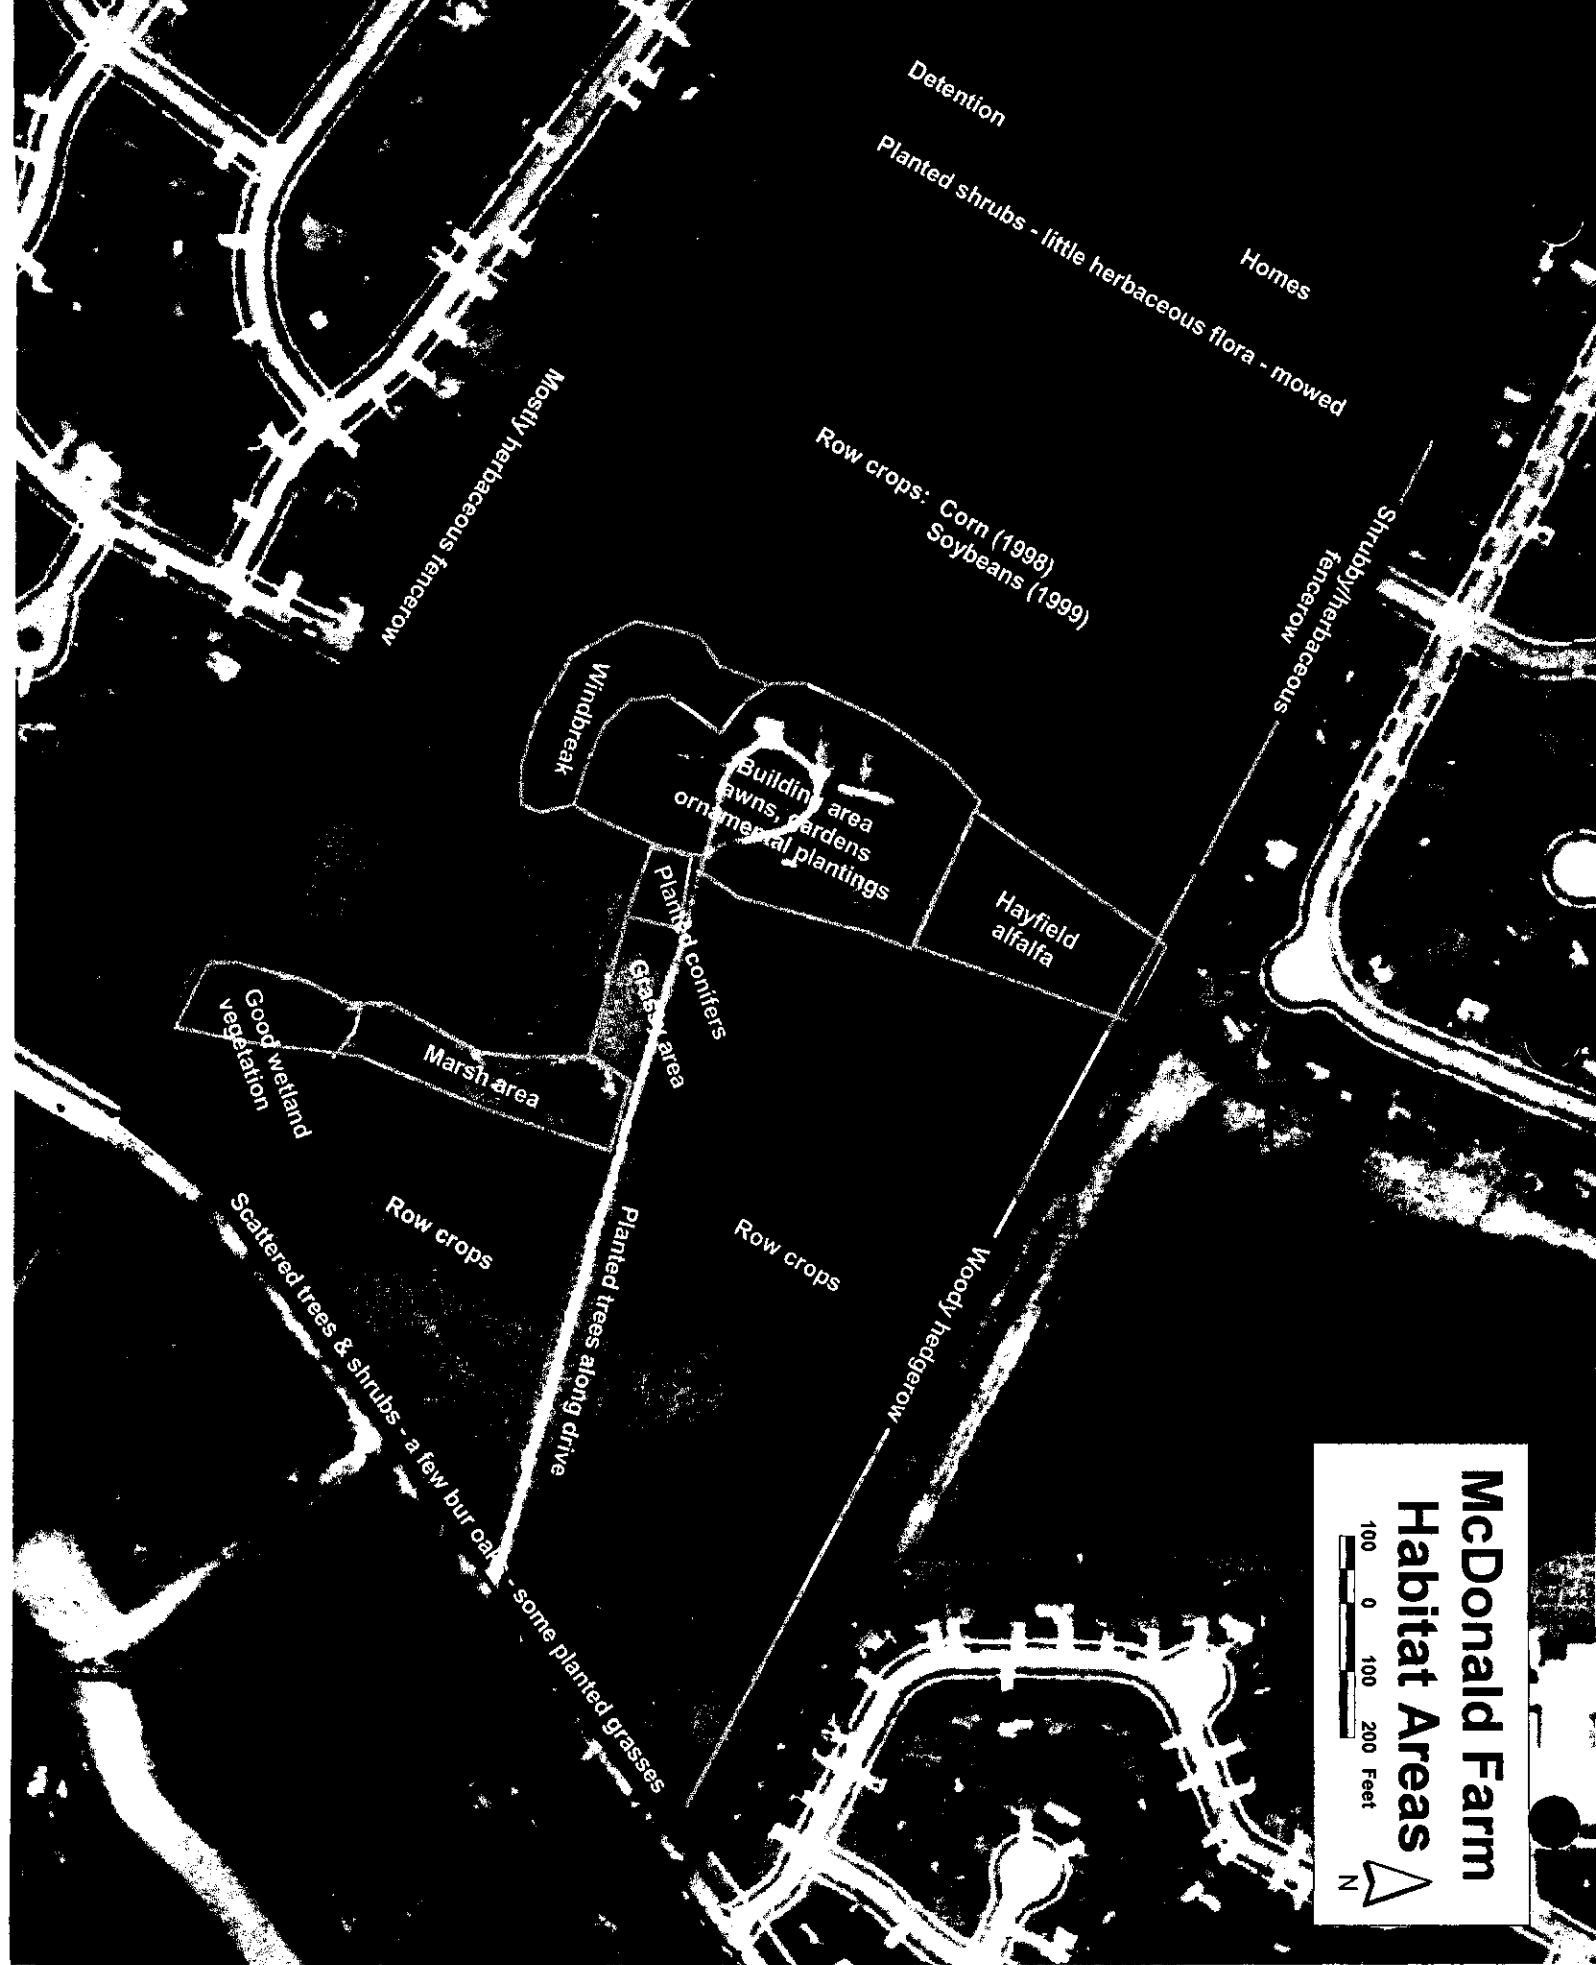 McDonald Farm
Habitat Areas
100 0 100 200 Feet
N
Detention
Planted shrubs - little herbaceous flora - mowed
Homes
Mostly herbaceous fencerow
Row crops: Corn (1998)
Soybeans (1999)
Shrubby/herbaceous
fencerow
Windbreak
Building area
lawns, gardens
ornamental plantings
Hayfield
alfalfa
Planted conifers
Grass area
Good wetland
vegetation
Marsh area
Row crops
Row crops
Planted trees along drive
Woody hedgerow
Scattered trees & shrubs - a few bur oak - some planted grasses